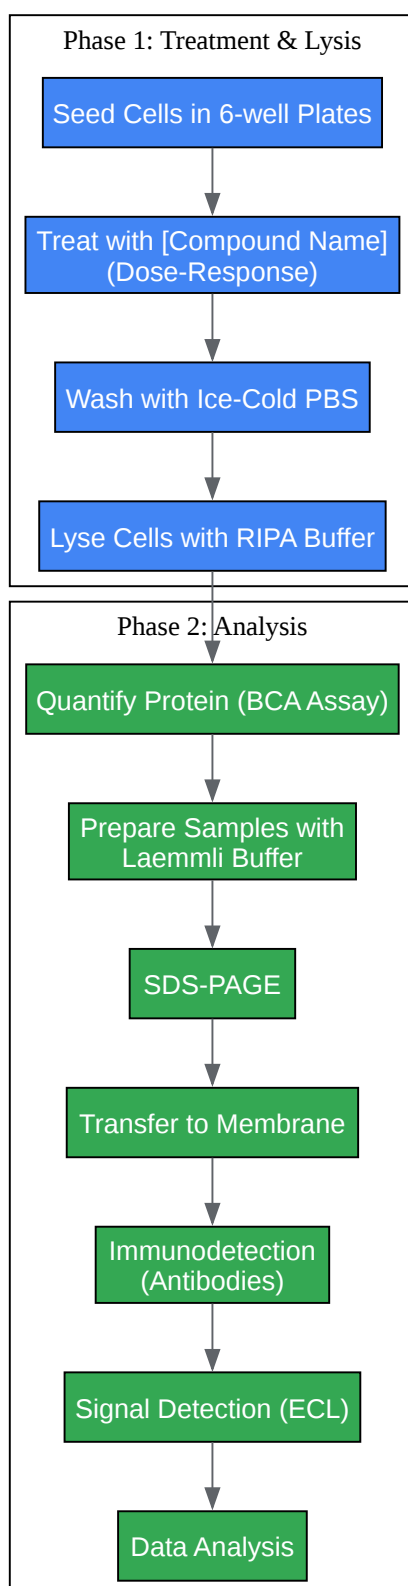 Phase 1: Treatment & Lysis
Seed Cells in 6-well Plates
Treat with [Compound Name]
(Dose-Response)
Wash with Ice-Cold PBS
Lyse Cells with RIPA Buffer
Phase 2: Analysis
Quantify Protein (BCA Assay)
Prepare Samples with
Laemmli Buffer
SDS-PAGE
Transfer to Membrane
Immunodetection
(Antibodies)
Signal Detection (ECL)
Data Analysis